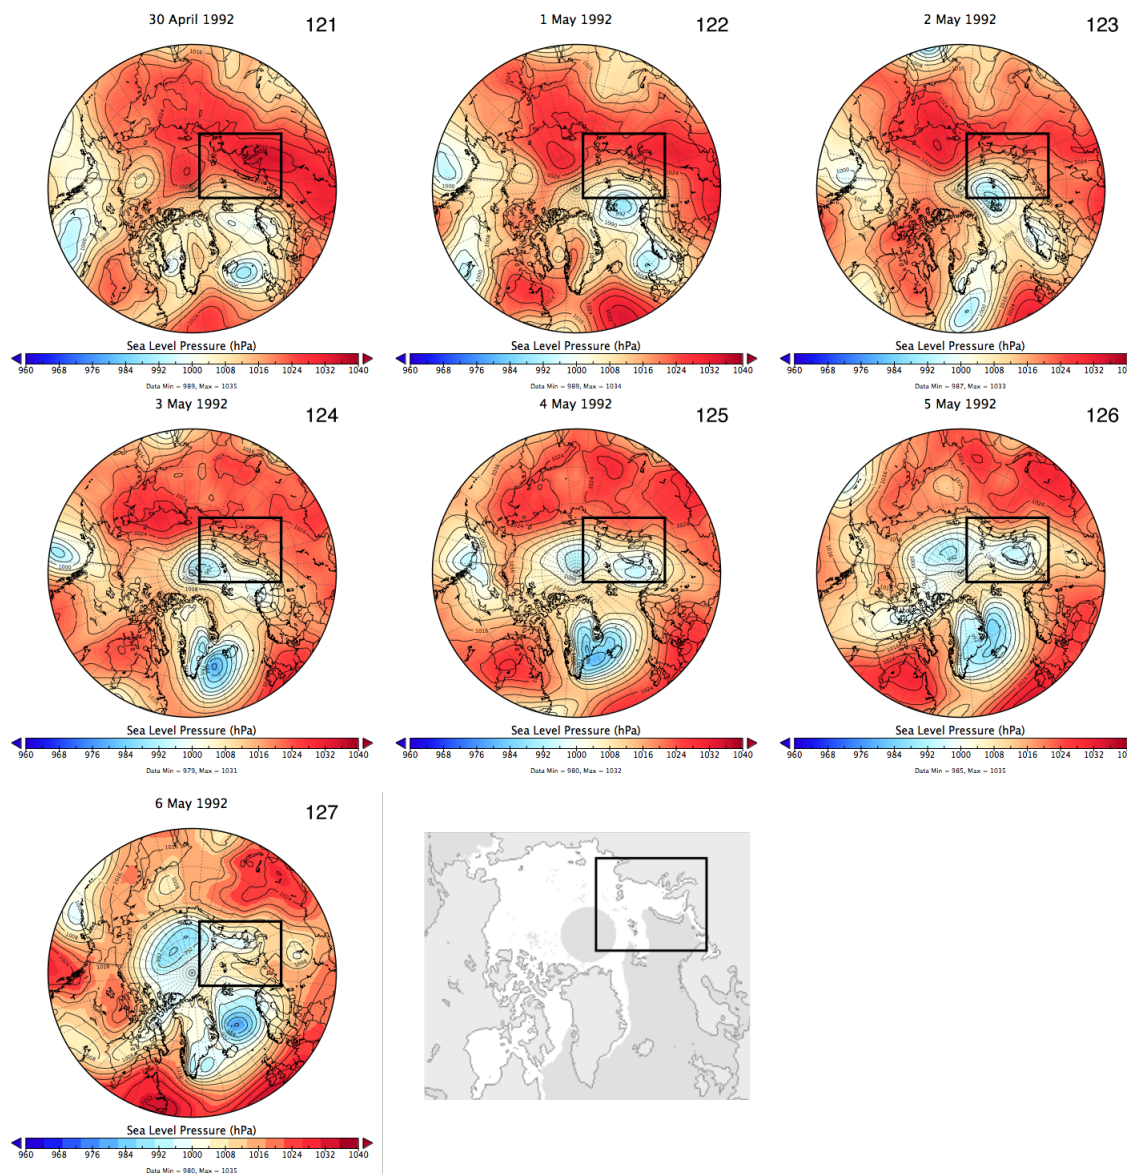 30 April 1992
121
1 May 1992
122
2 May 1992
123
Sea Level Pressure (hPa)
Sea Level Pressure (hPa)
Sea Level Pressure (hPa)
960 968 976 984 992 1000 1008 1016 1024 1032 1040
960 968 976 984 992 1000 1008 1016 1024 1032 1040
960 968 976 984 992 1000 1008 1016 1024 1032
Data Min = 989, Max = 1035
Data Min = 989, Max = 1034
Data Min = 987, Max = 1033
3 May 1992
124
4 May 1992
125
5 May 1992
126
Sea Level Pressure (hPa)
Sea Level Pressure (hPa)
Sea Level Pressure (hPa)
960 968 976 984 992 1000 1008 1016 1024 1032 1040
960 968 976 984 992 1000 1008 1016 1024 1032 1040
960 968 976 984 992 1000 1008 1016 1024 1032
Data Min = 979, Max = 1031
Data Min = 980, Max = 1032
Data Min = 985, Max = 1035
6 May 1992
127
Sea Level Pressure (hPa)
960 968 976 984 992 1000 1008 1016 1024 1032 1040
Data Min = 980, Max = 1035